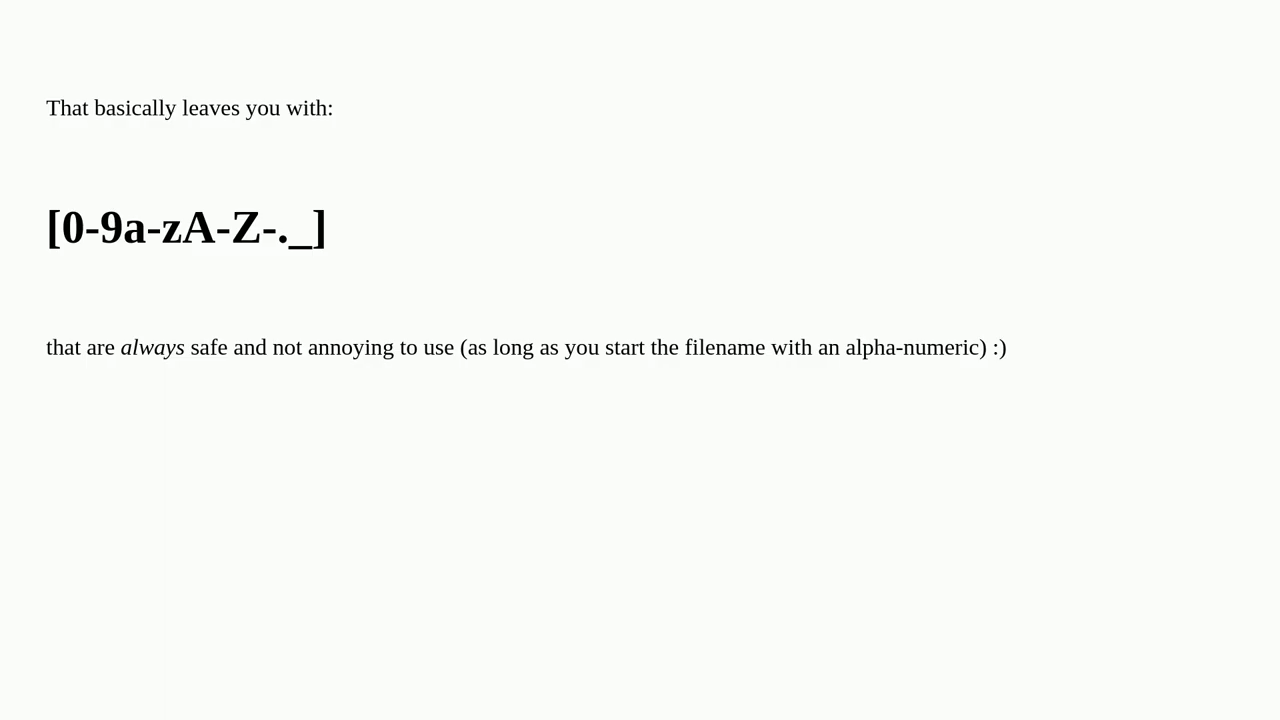 That basically leaves you with:
[0-9a-zA-Z-._]
that are always safe and not annoying to use (as long as you start the filename with an alpha-numeric) :)